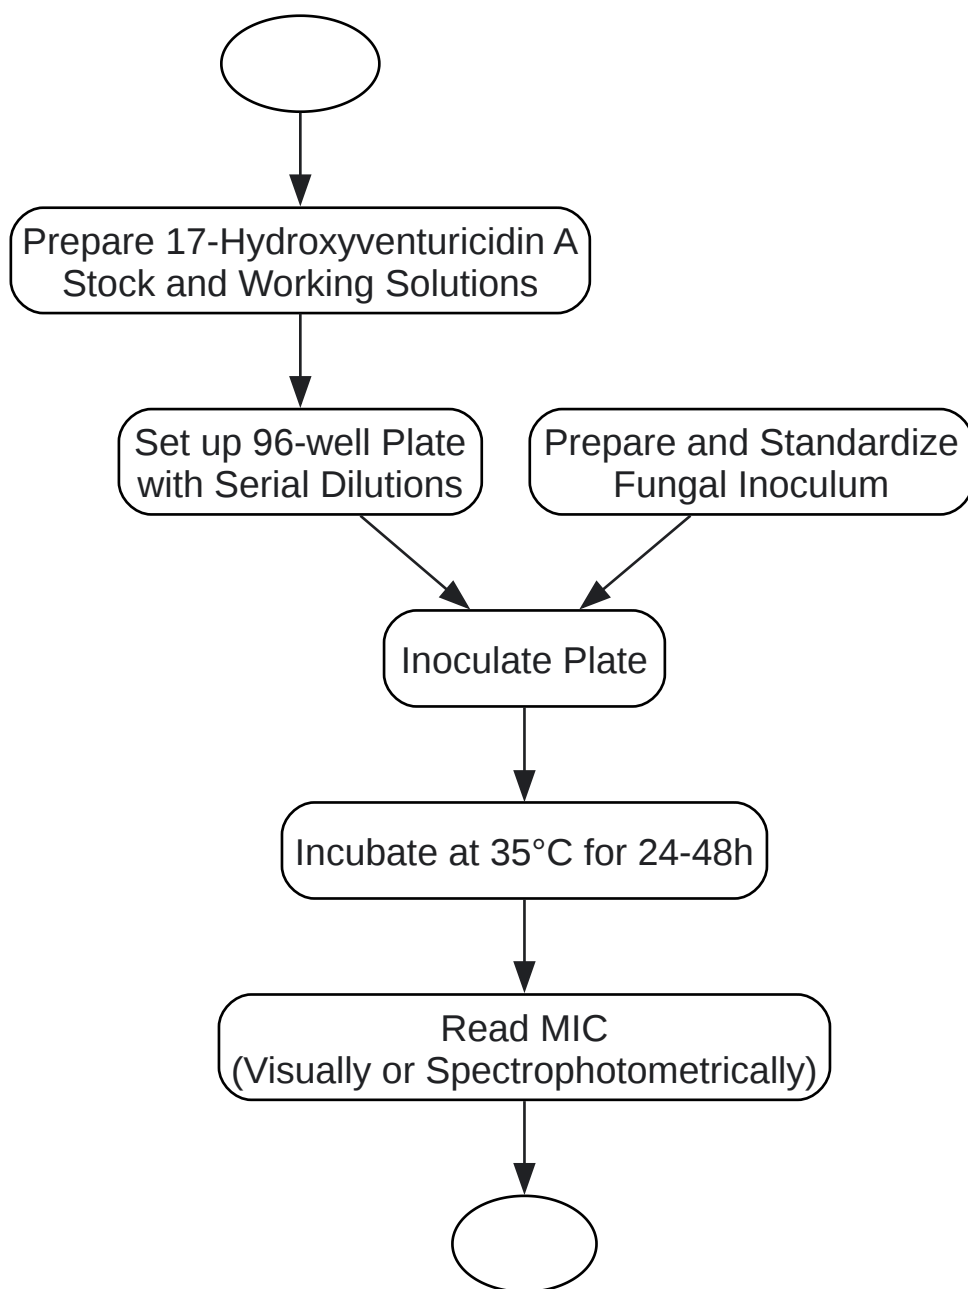 Prepare 17-Hydroxyventuricidin A
Stock and Working Solutions
Set up 96-well Plate
with Serial Dilutions
Prepare and Standardize
Fungal Inoculum
Inoculate Plate
Incubate at 35°C for 24-48h
Read MIC
(Visually or Spectrophotometrically)